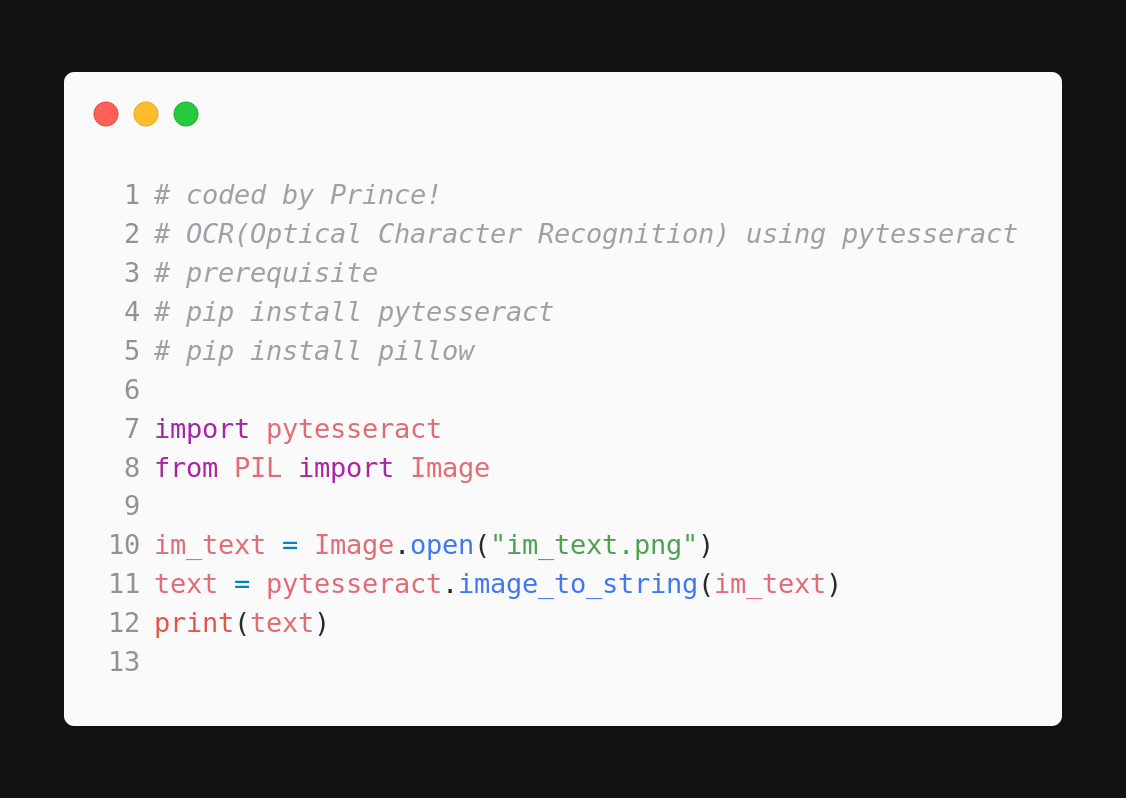 1 # coded by Prince!
2 # OCR(Optical Character Recognition) using pytesseract
3 # prerequisite
4 # pip install pytesseract
5 # pip install pillow
6
7 import pytesseract
8 from PIL import Image
9
10 im_text = Image.open("im_text.png")
11 text = pytesseract.image_to_string(im_text)
12 print(text)
13